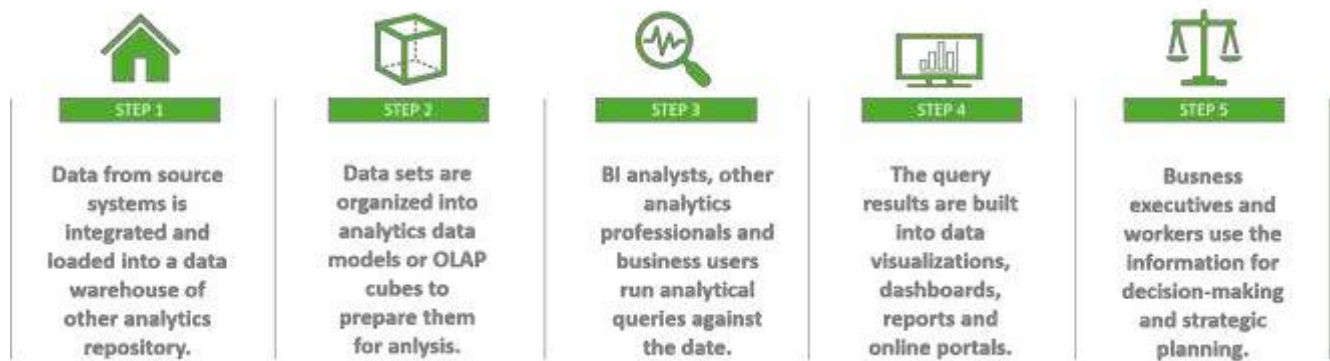 STEP 1
Data from source
systems is
integrated and
loaded into a data
warehouse of
other analytics
repository.
STEP 2
Data sets are
organized into
analytics data
models or OLAP
cubes to
prepare them
for anlysis.
STEP 3
BI analysts, other
analytics
professionals and
business users
run analytical
queries against
the date.
STEP 4
The query
results are built
into data
visualizations,
dashboards,
reports and
online portals.
STEP 5
Busness
executives and
workers use the
information for
decision-making
and strategic
planning.